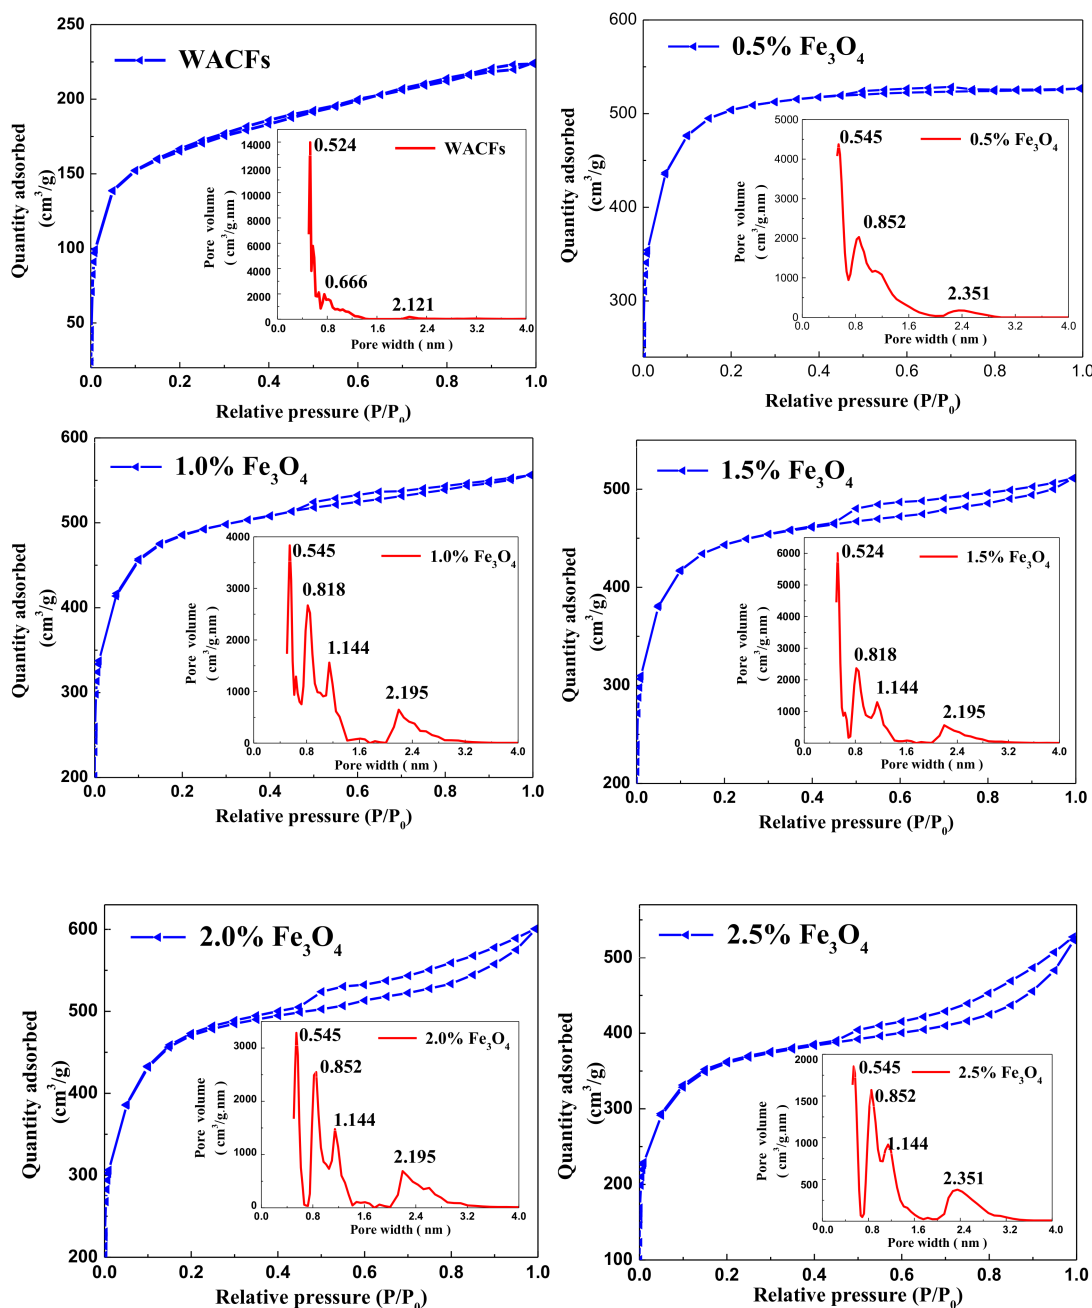 WACFs
Quantity adsorbed
(cm³/g)
250
200
150
100
50
0.0 0.2 0.4 0.6 0.8 1.0
Relative pressure (P/P₀)
WACFs
0.524
0.666
2.121
Pore volume
( cm³/g.nm )
14000
12000
10000
8000
6000
4000
2000
0
0.0 0.8 1.6 2.4 3.2 4.0
Pore width ( nm )
0.5% Fe₃O₄
Quantity adsorbed
(cm³/g)
600
500
400
300
0.0 0.2 0.4 0.6 0.8 1.0
Relative pressure (P/P₀)
0.5% Fe₃O₄
0.545
0.852
2.351
Pore volume
( cm³/g.nm )
5000
4000
3000
2000
1000
0
0.0 0.8 1.6 2.4 3.2 4.0
Pore width ( nm )
1.0% Fe₃O₄
Quantity adsorbed
(cm³/g)
600
500
400
300
200
0.0 0.2 0.4 0.6 0.8 1.0
Relative pressure (P/P₀)
1.0% Fe₃O₄
0.545
0.818
1.144
2.195
Pore volume
( cm³/g.nm )
4000
3000
2000
1000
0
0.0 0.8 1.6 2.4 3.2 4.0
Pore width ( nm )
1.5% Fe₃O₄
Quantity adsorbed
(cm³/g)
500
400
300
200
0.0 0.2 0.4 0.6 0.8 1.0
Relative pressure (P/P₀)
1.5% Fe₃O₄
0.524
0.818
1.144
2.195
Pore volume
( cm³/g.nm )
6000
5000
4000
3000
2000
1000
0
0.0 0.8 1.6 2.4 3.2 4.0
Pore width ( nm )
2.0% Fe₃O₄
Quantity adsorbed
(cm³/g)
600
500
400
300
200
0.0 0.2 0.4 0.6 0.8 1.0
Relative pressure (P/P₀)
2.0% Fe₃O₄
0.545
0.852
1.144
2.195
Pore volume
( cm³/g.nm )
3000
2000
1000
0
0.0 0.8 1.6 2.4 3.2 4.0
Pore width ( nm )
2.5% Fe₃O₄
Quantity adsorbed
(cm³/g)
500
400
300
200
100
0.0 0.2 0.4 0.6 0.8 1.0
Relative pressure (P/P₀)
2.5% Fe₃O₄
0.545
0.852
1.144
2.351
Pore volume
( cm³/g.nm )
2000
1500
1000
500
0
0.0 0.8 1.6 2.4 3.2 4.0
Pore width ( nm )